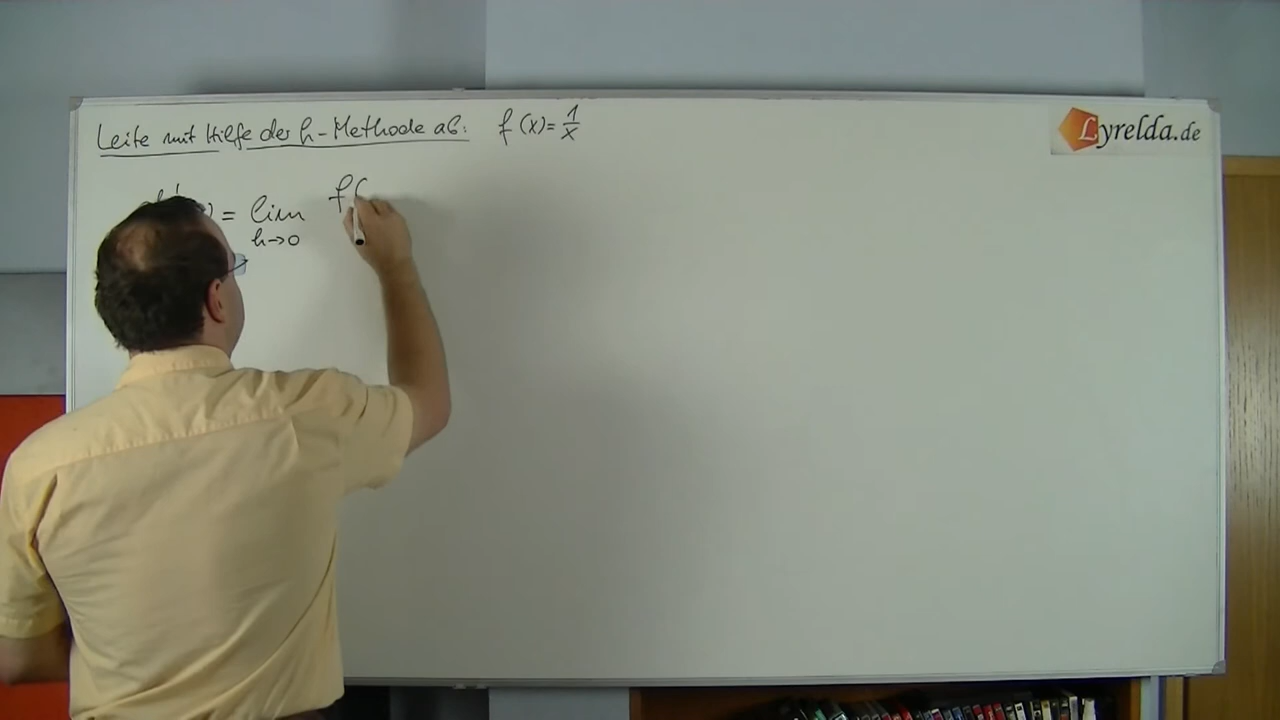 Leite mit Hilfe der h-Methode ab: f(x)=1/x
Lyrelda.de
= lim f(
h→0